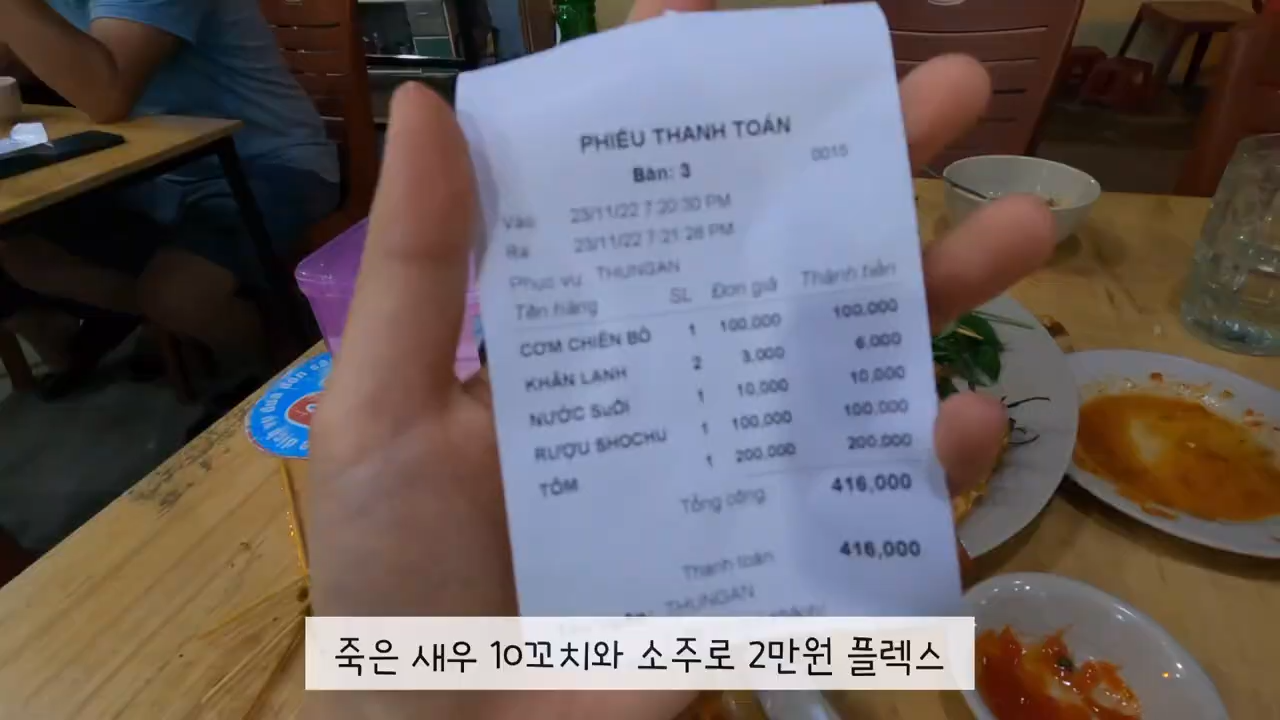 PHIẾU THANH TOÁN
0015
Bàn: 3
Vào: 23/11/22 7:20:30 PM
Ra: 23/11/22 7:21:28 PM
Phục vụ: THUNGAN
Tên hàng SL Đơn giá Thành tiền
CƠM CHIÊN BÒ 1 100,000 100,000
KHĂN LẠNH 2 3,000 6,000
NƯỚC SuỐI 1 10,000 10,000
RƯỢU SHOCHU 1 100,000 100,000
TÔM 1 200,000 200,000
Tổng cộng 416,000
Thanh toán 416,000
THUNGAN
죽은 새우 10꼬치와 소주로 2만원 플렉스